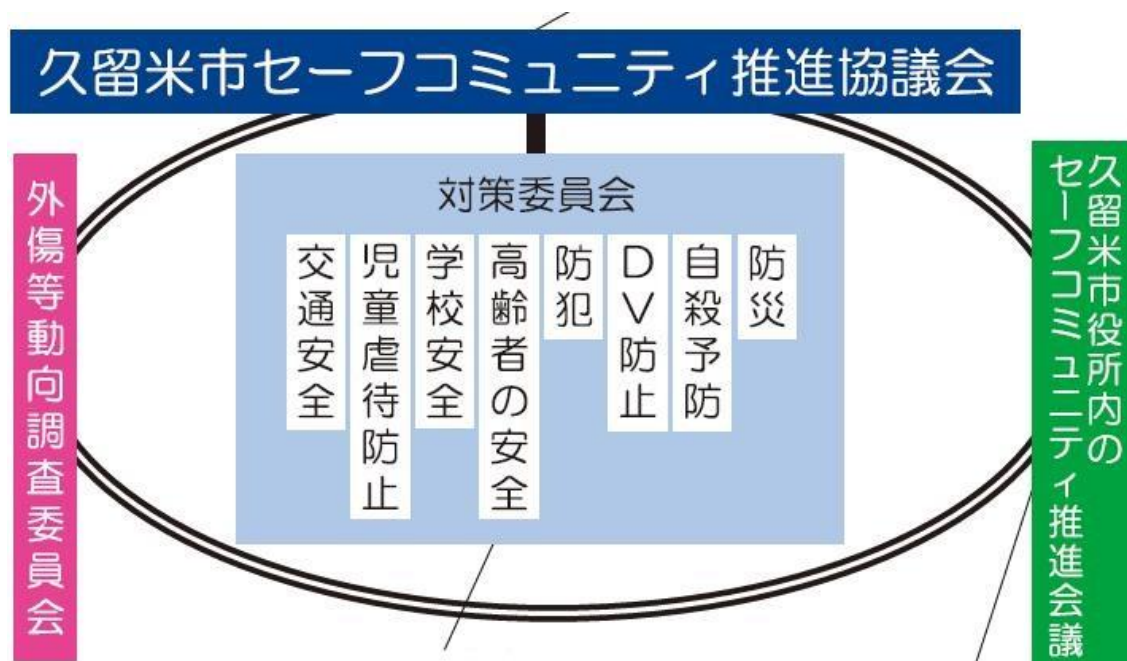 久留米市セーフコミュニティ推進協議会
外傷等動向調査委員会
対策委員会
交通安全
児童虐待防止
学校安全
高齢者の安全
防犯
DV防止
自殺予防
防災
久留米市役所内の
セーフコミュニティ推進会議